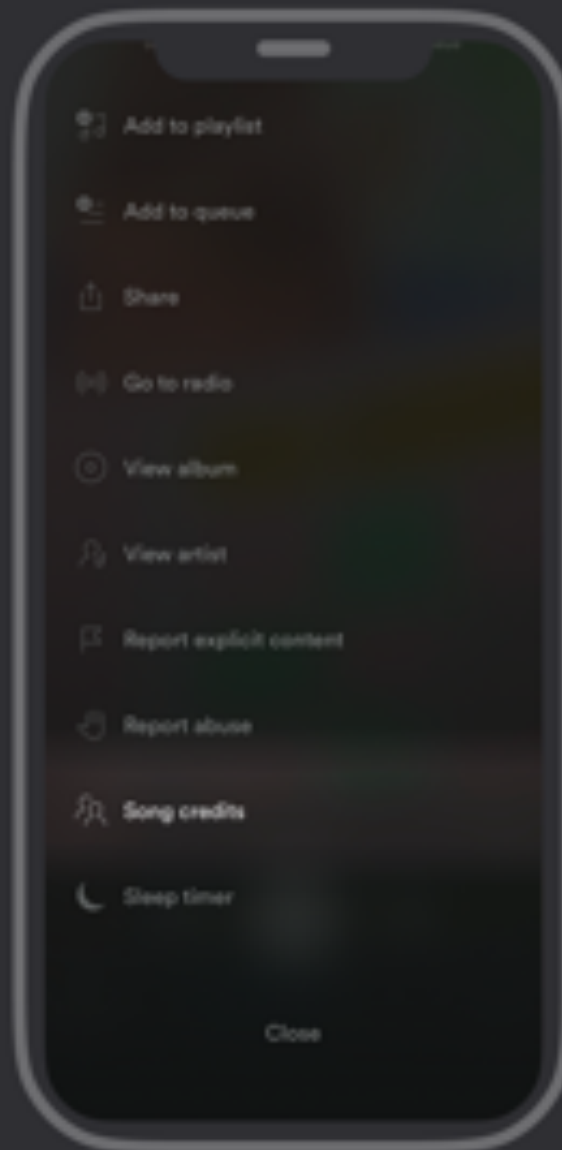 Add to playlist
Add to queue
Share
Go to radio
View album
View artist
Report explicit content
Report abuse
Song credits
Sleep timer
Close